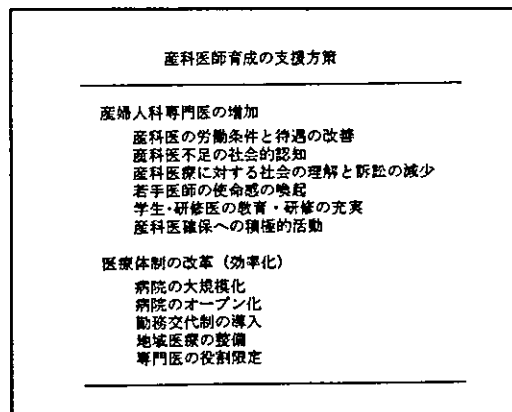 産科医師育成の支援方策
産婦人科専門医の増加
産科医の労働条件と待遇の改善
産科医不足の社会的認知
産科医療に対する社会の理解と訴訟の減少
若手医師の使命感の喚起
学生・研修医の教育・研修の充実
産科医確保への積極的活動
医療体制の改革（効率化）
病院の大規模化
病院のオープン化
勤務交代制の導入
地域医療の整備
専門医の役割限定